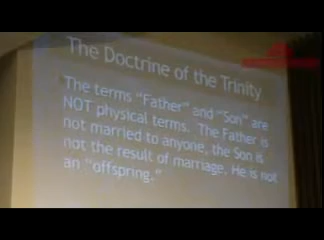 The Doctrine of the Trinity
The terms "Father" and "Son" are
NOT physical terms. The Father is
not married to anyone, the Son is
not the result of marriage, He is not
an "offspring."